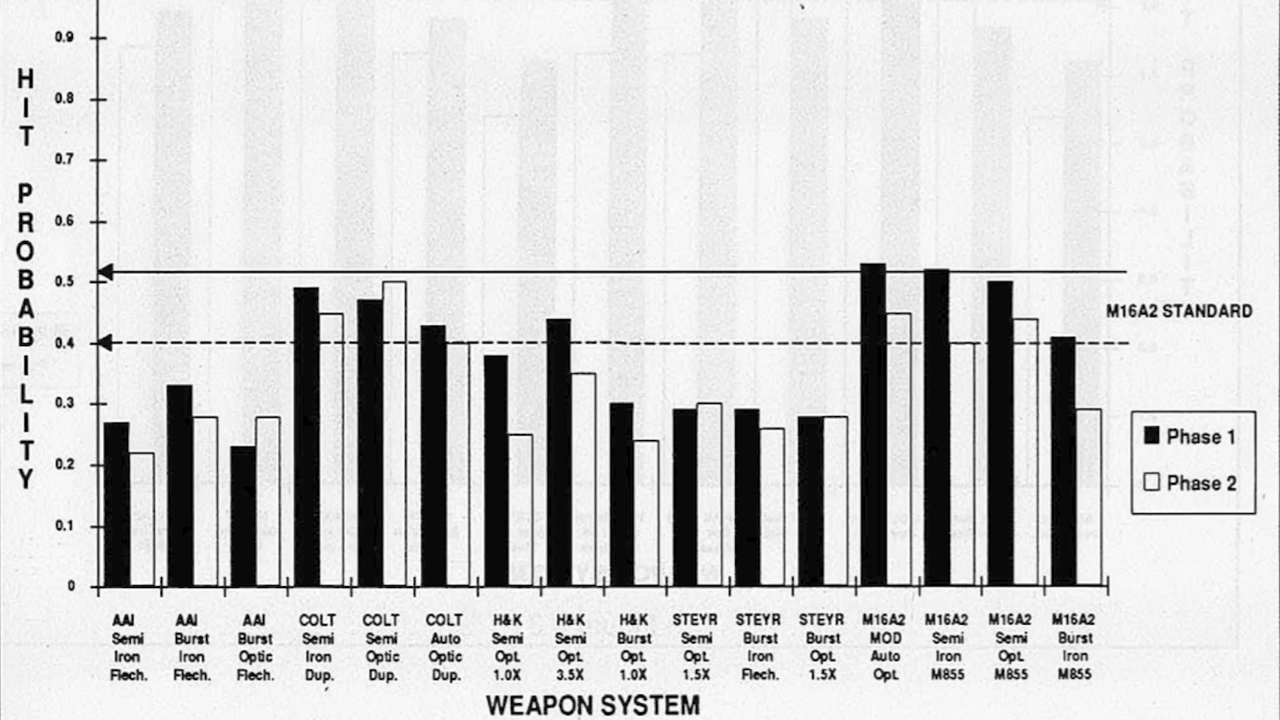 HIT PROBABILITY
0.9
0.8
0.7
0.6
0.5
0.4
0.3
0.2
0.1
0
M16A2 STANDARD
Phase 1
Phase 2
AAI Semi Iron Flech.
AAI Burst Iron Flech.
AAI Burst Optic Flech.
COLT Semi Iron Dup.
COLT Semi Optic Dup.
COLT Auto Optic Dup.
H&K Semi Opt. 1.0X
H&K Semi Opt. 3.5X
H&K Burst Opt. 1.0X
STEYR Semi Opt. 1.5X
STEYR Burst Iron Flech.
STEYR Burst Opt. 1.5X
M16A2 MOD Auto Opt.
M16A2 Semi Iron M855
M16A2 Semi Opt. M855
M16A2 Burst Iron M855
WEAPON SYSTEM